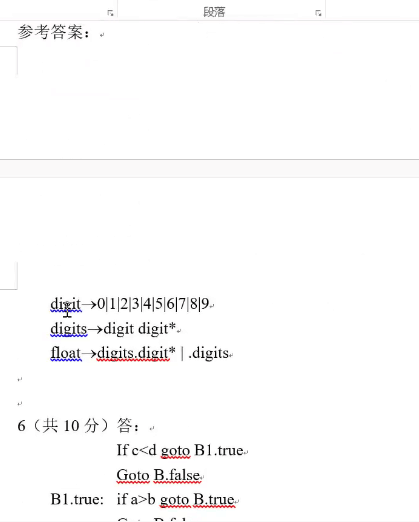 段落
参考答案：
digit→0|1|2|3|4|5|6|7|8|9
digits→digit digit*
float→digits.digit* | .digits
6（共 10 分）答：
If c<d goto B1.true
Goto B.false
B1.true: if a>b goto B.true